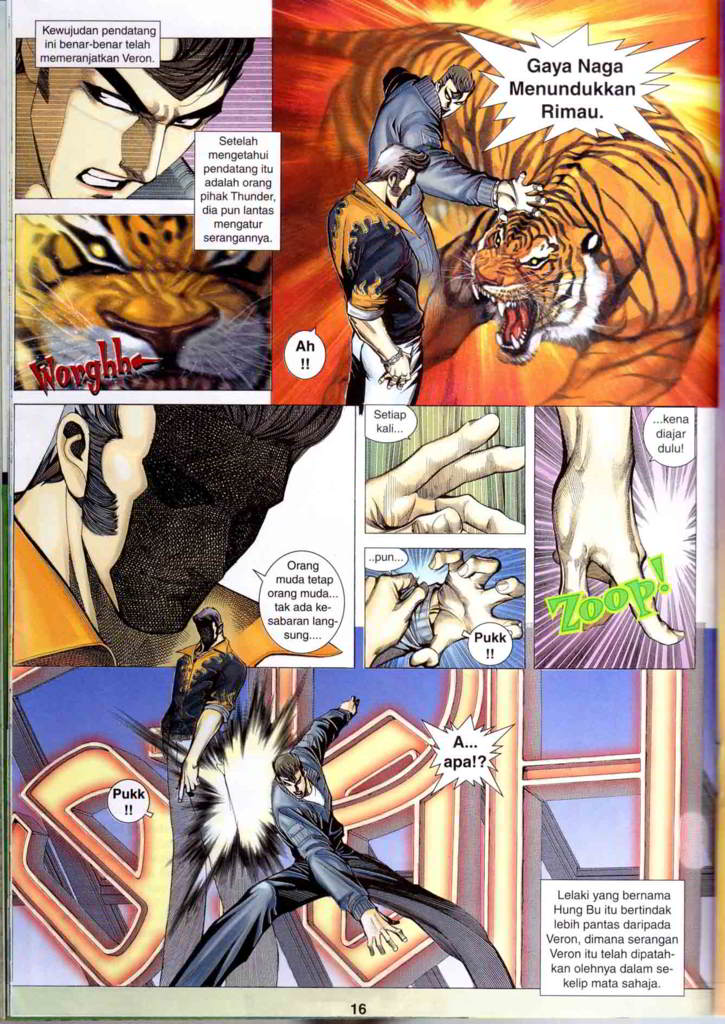 Kewujudan pendatang
ini benar-benar telah
memeranjatkan Veron.
Setelah
mengetahui
pendatang itu
adalah orang
pihak Thunder,
dia pun lantas
mengatur
serangannya.
Worghh
Gaya Naga
Menundukkan
Rimau.
Ah
!!
Orang
muda tetap
orang muda...
tak ada ke-
sabaran lang-
sung....
Setiap
kali...
..pun...
Pukk
!!
...kena
diajar
dulu!
Zoop!
Pukk
!!
A...
apa!?
Lelaki yang bernama
Hung Bu itu bertindak
lebih pantas daripada
Veron, dimana serangan
Veron itu telah dipatah-
kan olehnya dalam se-
kelip mata sahaja.
16